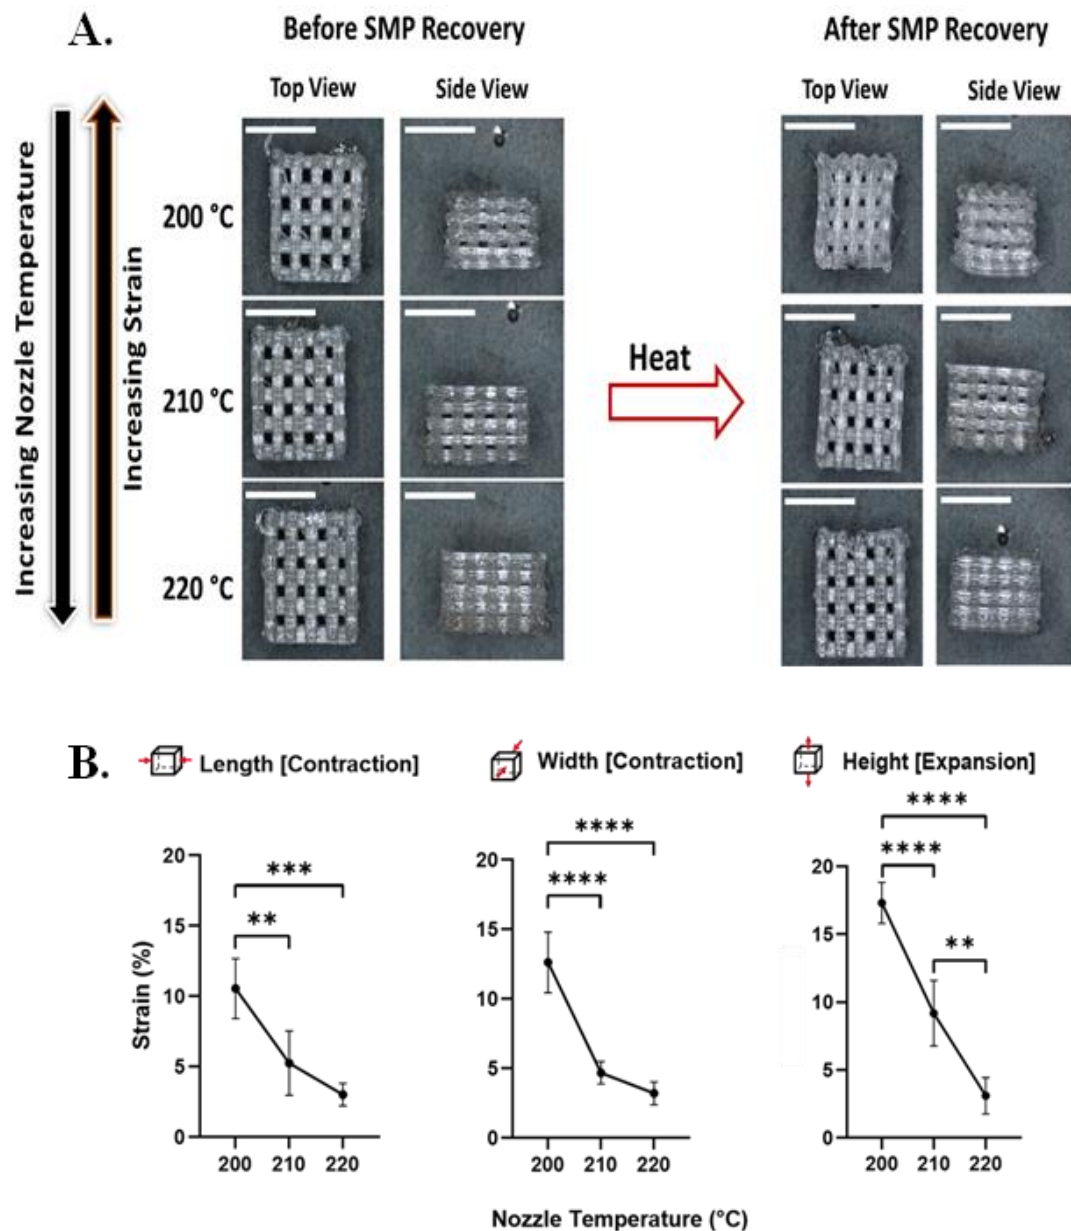 A.
Before SMP Recovery
After SMP Recovery
Top View
Side View
Top View
Side View
Increasing Nozzle Temperature
Increasing Strain
200 °C
210 °C
220 °C
Heat
B.
Length [Contraction]
Width [Contraction]
Height [Expansion]
Strain (%)
20
15
10
5
0
***
**
200 210 220
20
15
10
5
0
****
****
200 210 220
20
15
10
5
0
****
****
**
200 210 220
Nozzle Temperature (°C)